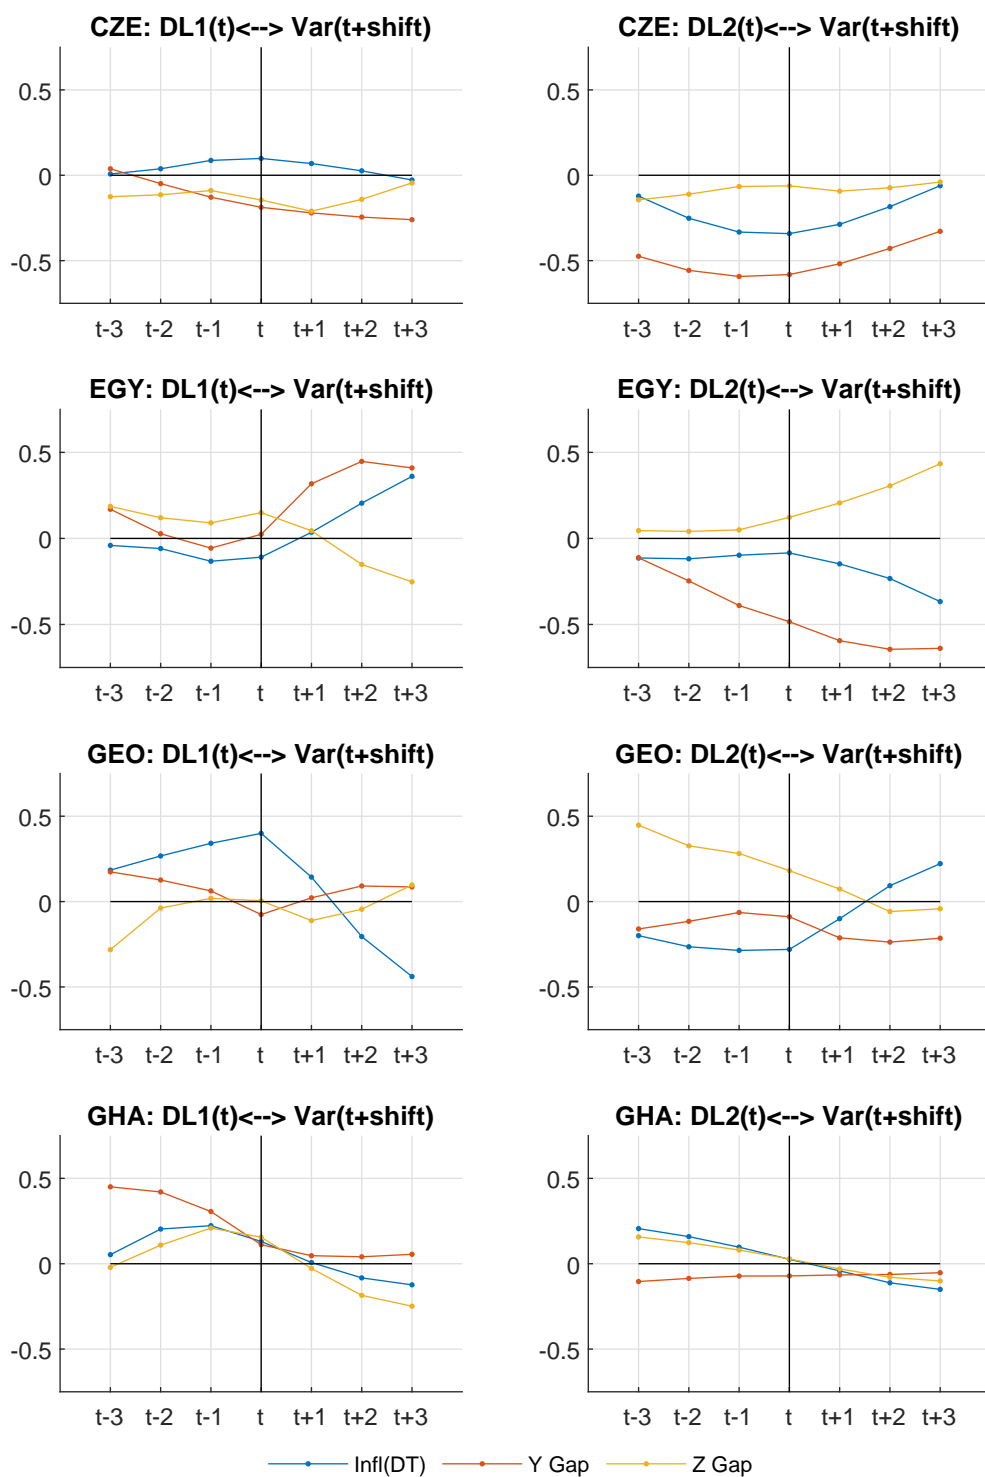 CZE: DL1(t)<--> Var(t+shift)
0.5
0
-0.5
t-3 t-2 t-1 t t+1 t+2 t+3
CZE: DL2(t)<--> Var(t+shift)
0.5
0
-0.5
t-3 t-2 t-1 t t+1 t+2 t+3
EGY: DL1(t)<--> Var(t+shift)
0.5
0
-0.5
t-3 t-2 t-1 t t+1 t+2 t+3
EGY: DL2(t)<--> Var(t+shift)
0.5
0
-0.5
t-3 t-2 t-1 t t+1 t+2 t+3
GEO: DL1(t)<--> Var(t+shift)
0.5
0
-0.5
t-3 t-2 t-1 t t+1 t+2 t+3
GEO: DL2(t)<--> Var(t+shift)
0.5
0
-0.5
t-3 t-2 t-1 t t+1 t+2 t+3
GHA: DL1(t)<--> Var(t+shift)
0.5
0
-0.5
t-3 t-2 t-1 t t+1 t+2 t+3
GHA: DL2(t)<--> Var(t+shift)
0.5
0
-0.5
t-3 t-2 t-1 t t+1 t+2 t+3
Infl(DT) Y Gap Z Gap